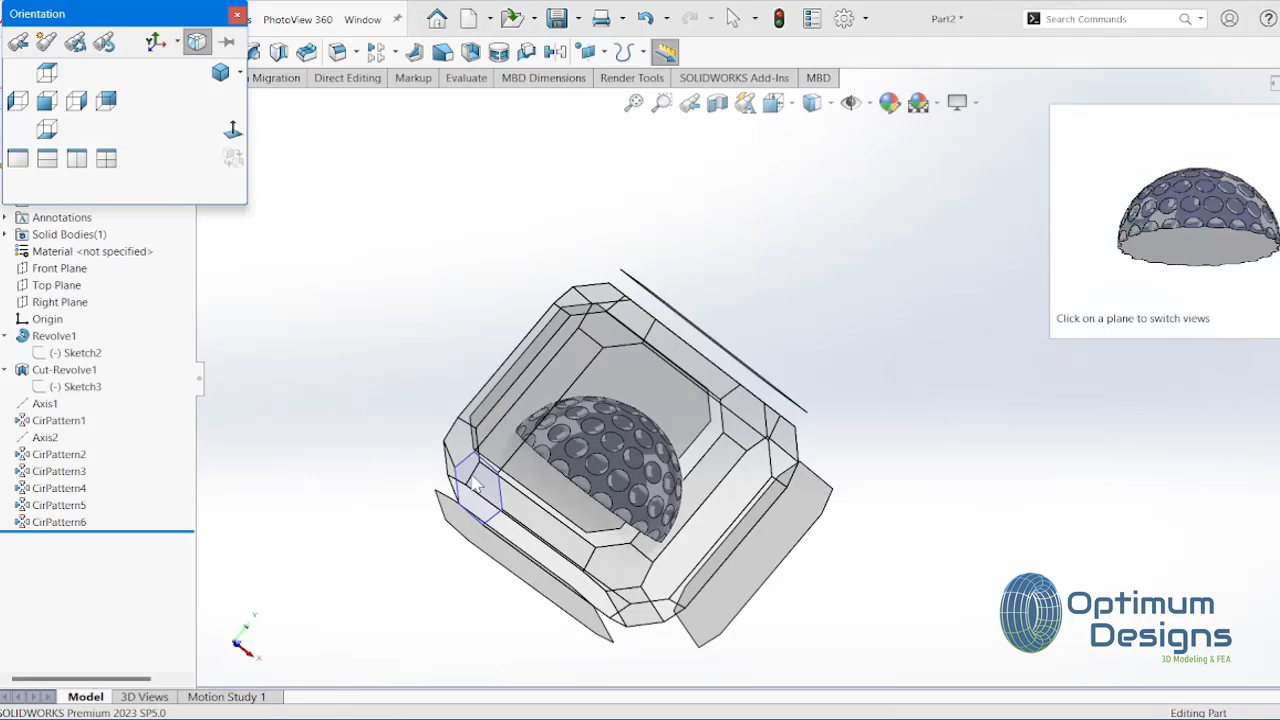 Orientation
PhotoView 360
Window
Part2 *
Search Commands
Migration
Direct Editing
Markup
Evaluate
MBD Dimensions
Render Tools
SOLIDWORKS Add-Ins
MBD
Annotations
Solid Bodies(1)
Material <not specified>
Front Plane
Top Plane
Right Plane
Origin
Revolve1
(-) Sketch2
Cut-Revolve1
(-) Sketch3
Axis1
CirPattern1
Axis2
CirPattern2
CirPattern3
CirPattern4
CirPattern5
CirPattern6
Click on a plane to switch views
Y
X
Optimum
Designs
3D Modeling & FEA
Model
3D Views
Motion Study 1
SOLIDWORKS Premium 2023 SP5.0
Editing Part